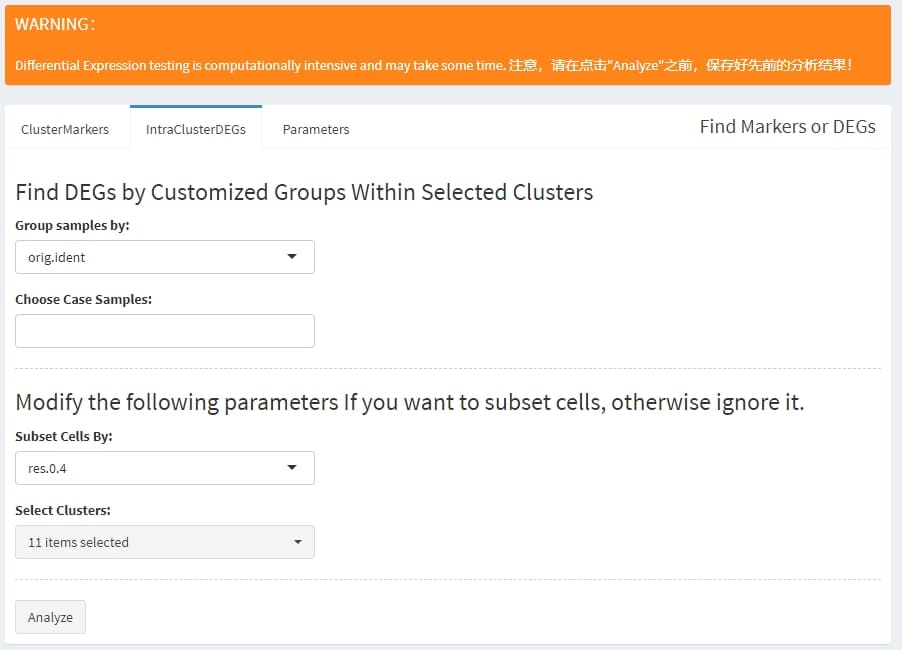 WARNING:
Differential Expression testing is computationally intensive and may take some time. 注意，请在点击"Analyze"之前，保存好先前的分析结果！
ClusterMarkers
IntraClusterDEGs
Parameters
Find Markers or DEGs
Find DEGs by Customized Groups Within Selected Clusters
Group samples by:
orig.ident
Choose Case Samples:
Modify the following parameters If you want to subset cells, otherwise ignore it.
Subset Cells By:
res.0.4
Select Clusters:
11 items selected
Analyze